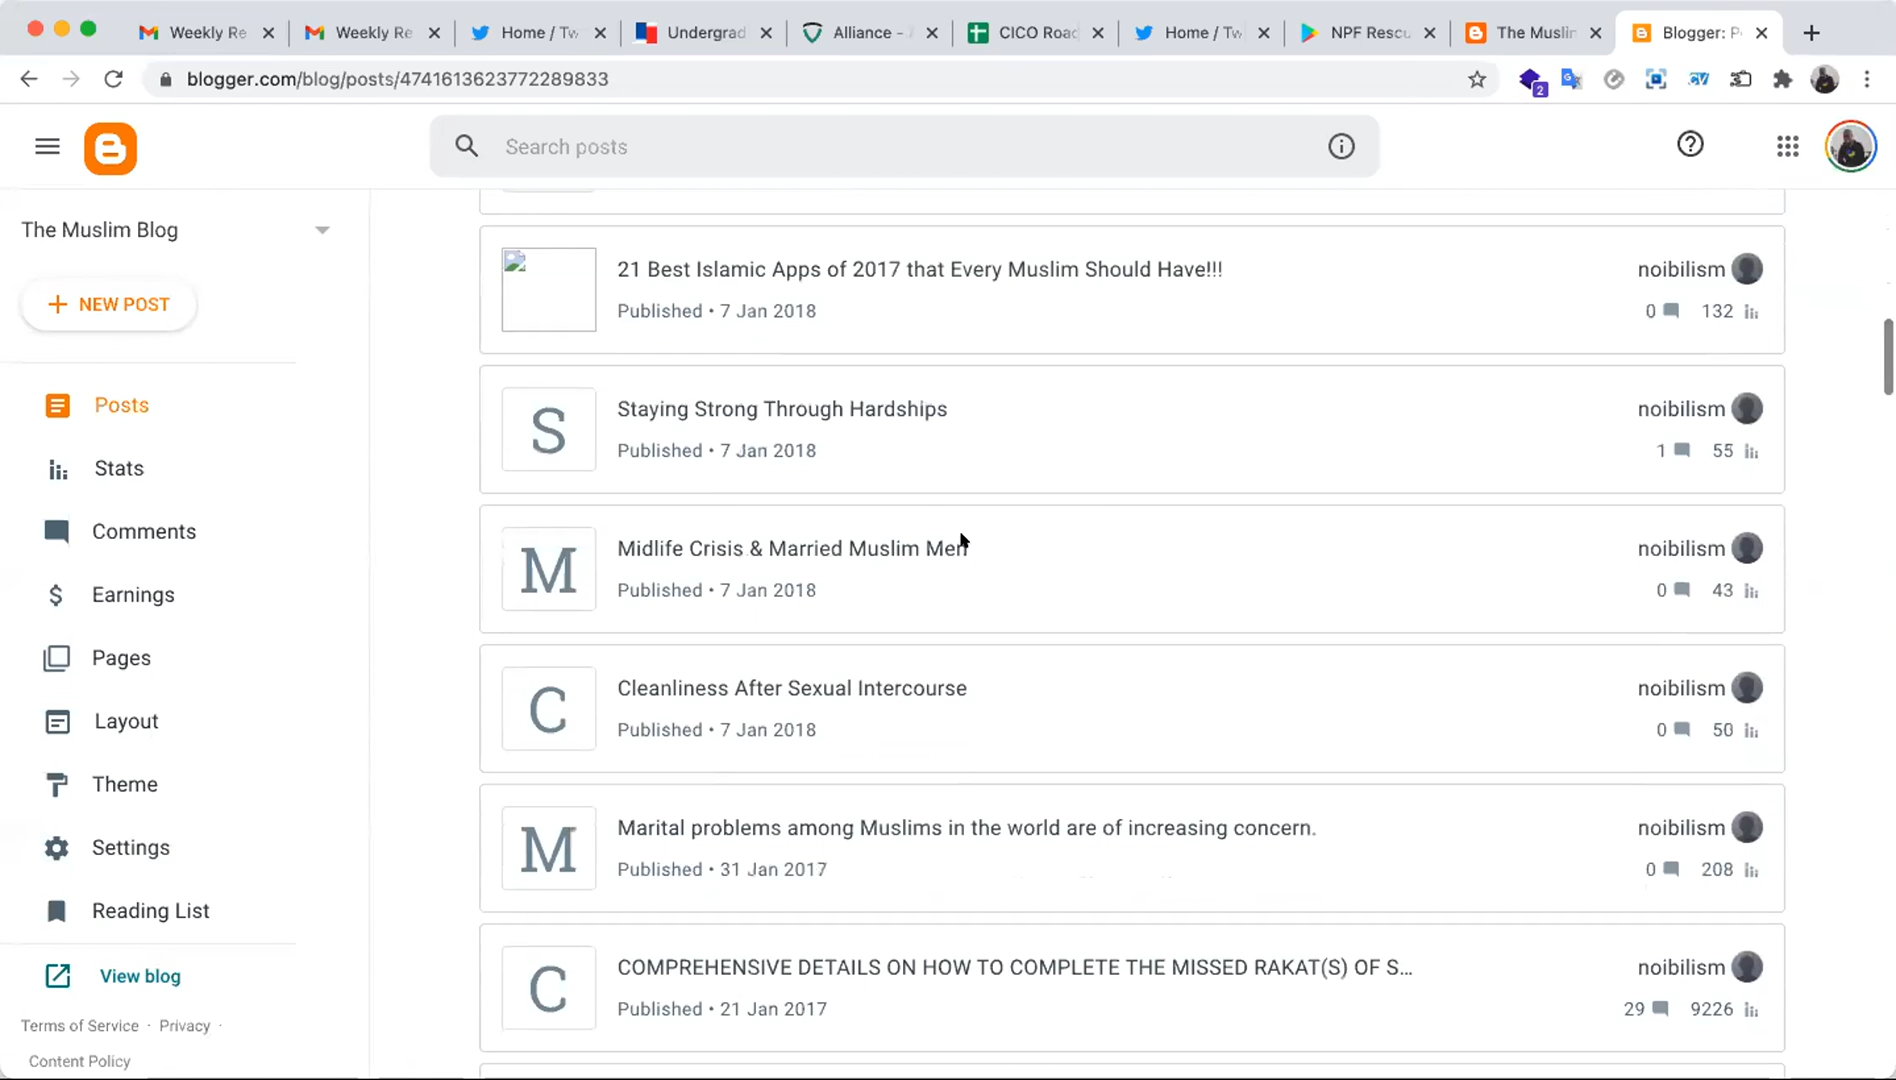 Weekly Re
Weekly Re
Home / Tw
Undergrad
Alliance -
CICO Road
Home / Tw
NPF Rescu
The Muslim
Blogger: P
blogger.com/blog/posts/4741613623772289833
2
Search posts
The Muslim Blog
NEW POST
Posts
Stats
Comments
Earnings
Pages
Layout
Theme
Settings
Reading List
View blog
Terms of Service · Privacy ·
Content Policy
21 Best Islamic Apps of 2017 that Every Muslim Should Have!!!
noibilism
Published • 7 Jan 2018
0 132
S
Staying Strong Through Hardships
noibilism
Published • 7 Jan 2018
1 55
M
Midlife Crisis & Married Muslim Men
noibilism
Published • 7 Jan 2018
0 43
C
Cleanliness After Sexual Intercourse
noibilism
Published • 7 Jan 2018
0 50
M
Marital problems among Muslims in the world are of increasing concern.
noibilism
Published • 31 Jan 2017
0 208
C
COMPREHENSIVE DETAILS ON HOW TO COMPLETE THE MISSED RAKAT(S) OF S...
noibilism
Published • 21 Jan 2017
29 9226